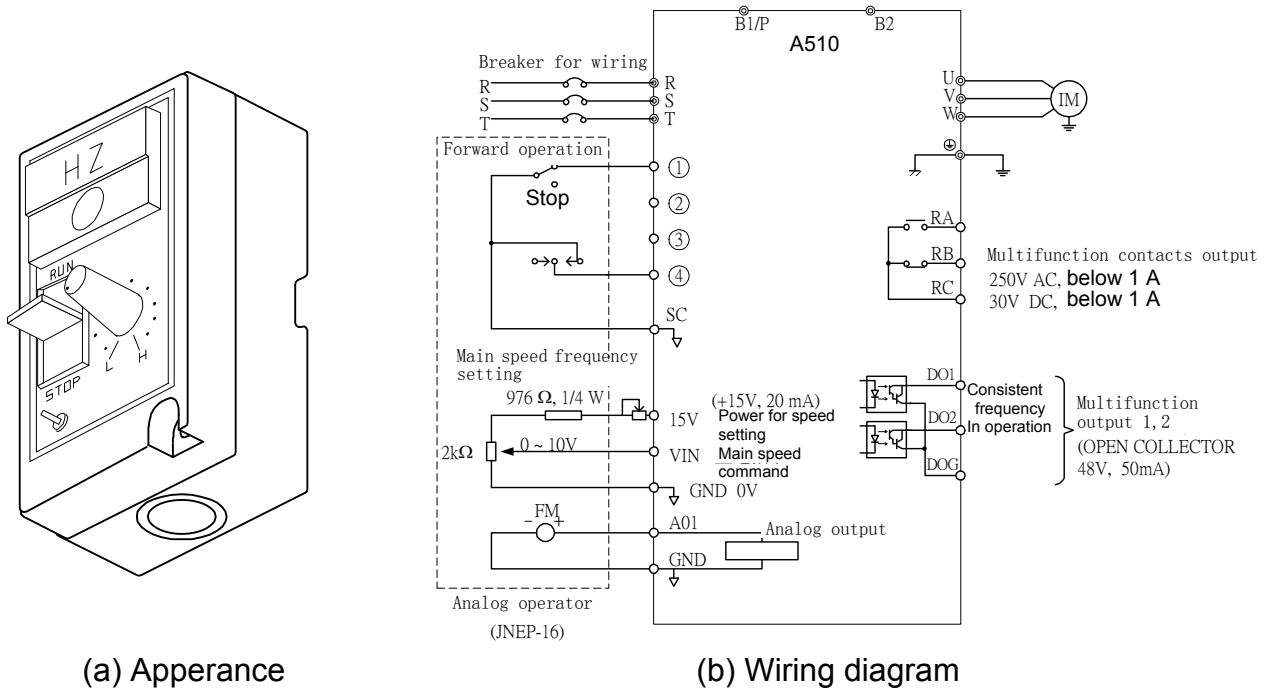 HZ
RUN
L
H
STOP
(a) Apperance
B1/P
B2
A510
Breaker for wiring
R
S
T
R
S
T
U
V
W
IM
Forward operation
Stop
①
②
③
④
SC
RA
RB
RC
Multifunction contacts output
250V AC, below 1 A
30V DC, below 1 A
Main speed frequency
setting
976 Ω, 1/4 W
2kΩ
0 ~ 10V
15V
(+15V, 20 mA)
Power for speed
setting
VIN
Main speed
command
GND 0V
FM
- +
A01
Analog output
GND
Analog operator
(JNEP-16)
DO1
DO2
DOG
Consistent
frequency
In operation
Multifunction
output 1,2
(OPEN COLLECTOR
48V, 50mA)
(b) Wiring diagram